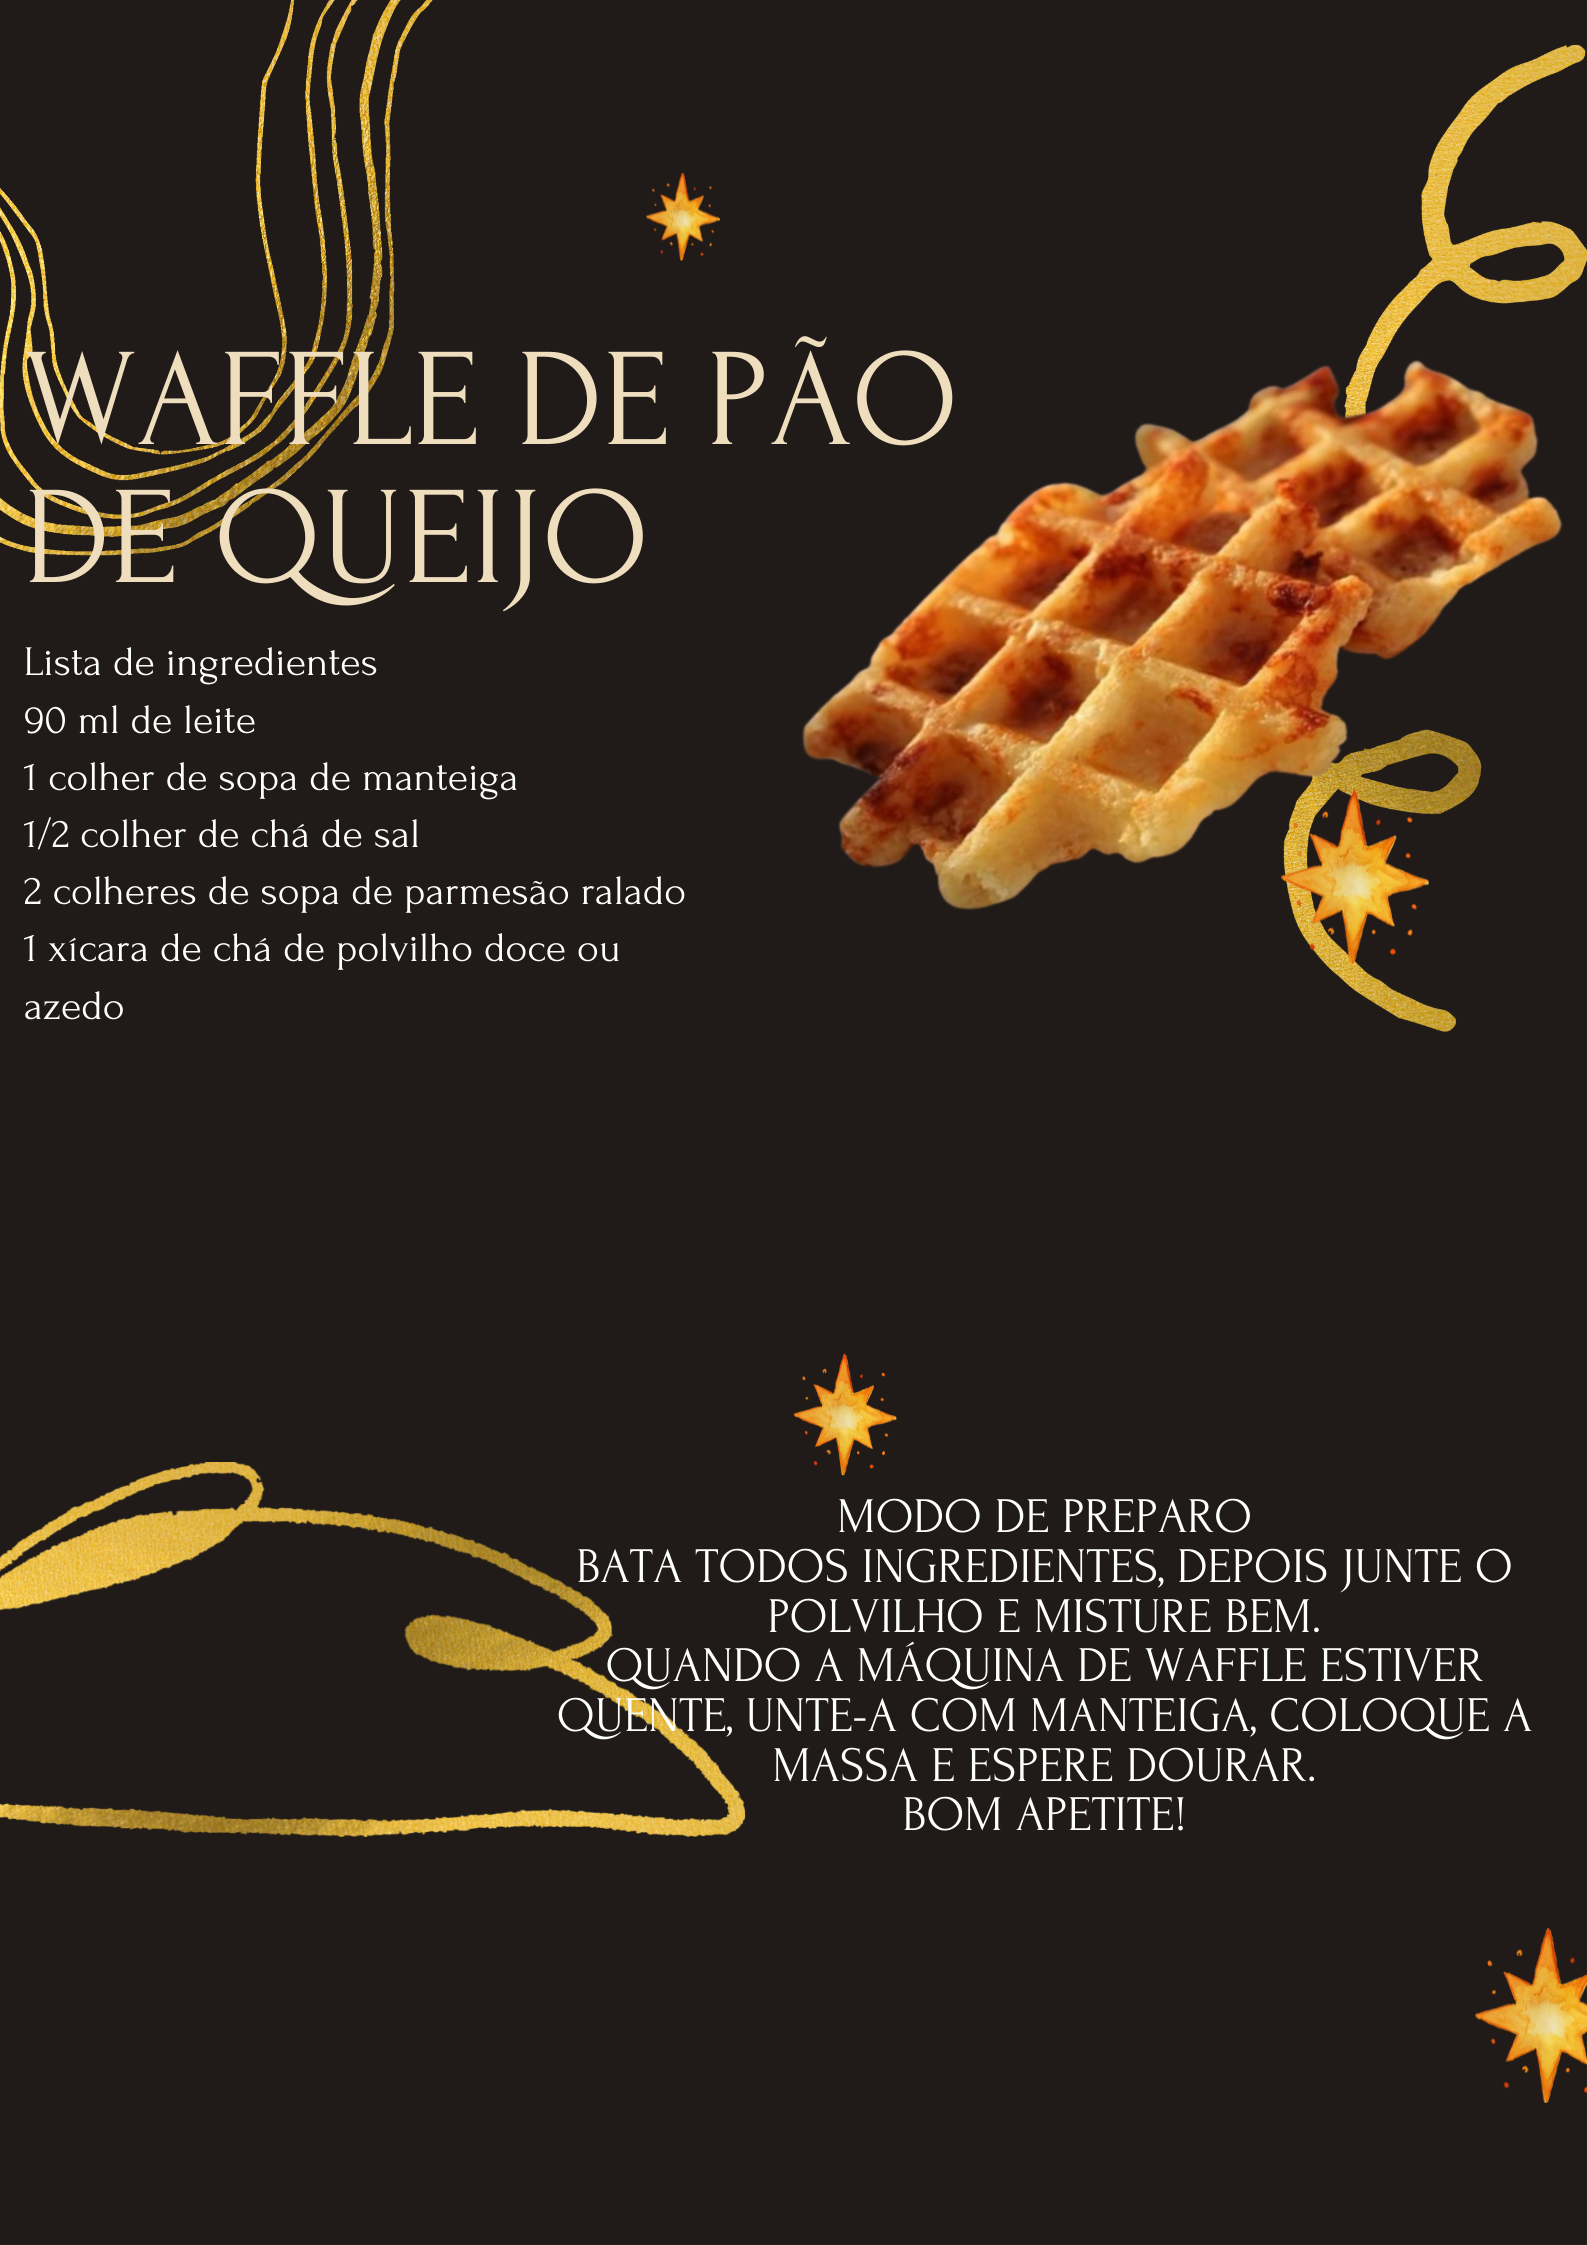 WAFFLE DE PÃO
DE QUEIJO
Lista de ingredientes
90 ml de leite
1 colher de sopa de manteiga
1/2 colher de chá de sal
2 colheres de sopa de parmesão ralado
1 xícara de chá de polvilho doce ou
azedo
MODO DE PREPARO
BATA TODOS INGREDIENTES, DEPOIS JUNTE O
POLVILHO E MISTURE BEM.
QUANDO A MÁQUINA DE WAFFLE ESTIVER
QUENTE, UNTE-A COM MANTEIGA, COLOQUE A
MASSA E ESPERE DOURAR.
BOM APETITE!